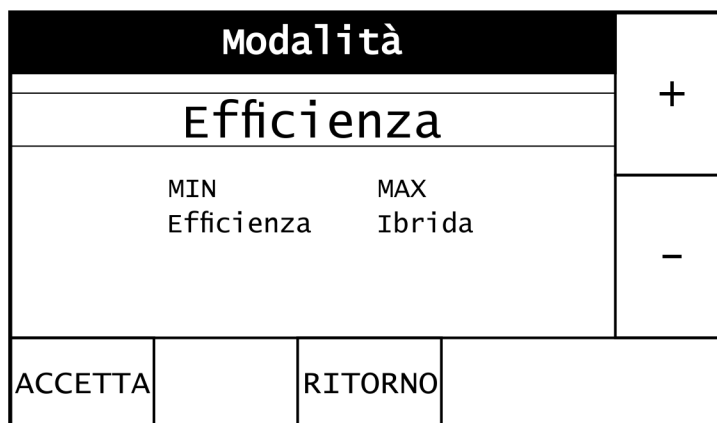 Modalità
+
Efficienza
MIN MAX
Efficienza Ibrida
-
ACCETTA RITORNO